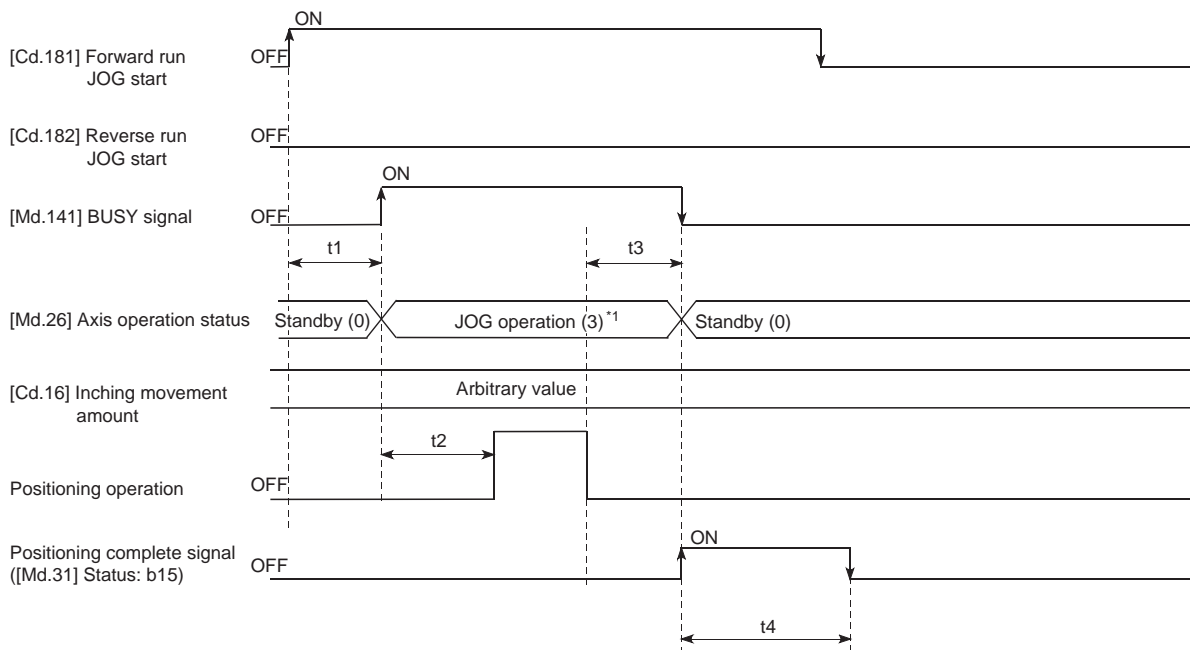 ON
[Cd.181] Forward run
JOG start
OFF
[Cd.182] Reverse run
JOG start
OFF
ON
[Md.141] BUSY signal
OFF
t1
t3
[Md.26] Axis operation status
Standby (0)
JOG operation (3)*1
Standby (0)
[Cd.16] Inching movement
amount
Arbitrary value
t2
Positioning operation
OFF
ON
Positioning complete signal
([Md.31] Status: b15)
OFF
t4